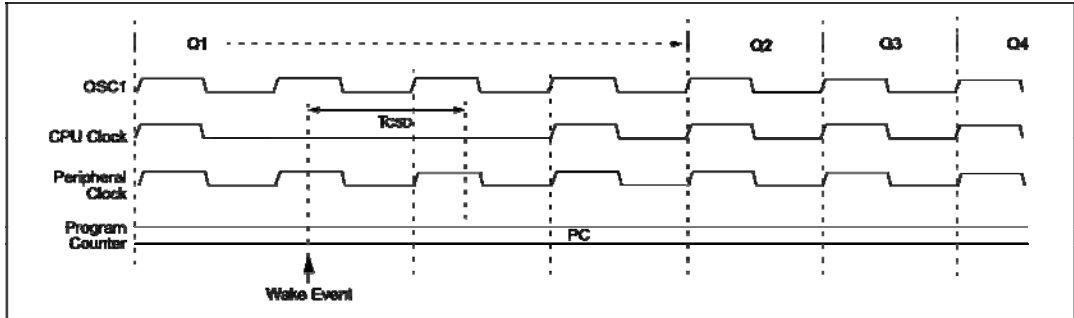 Q1 Q2 Q3 Q4
OSC1
TCSD
CPU Clock
Peripheral
Clock
Program
Counter
PC
Wake Event